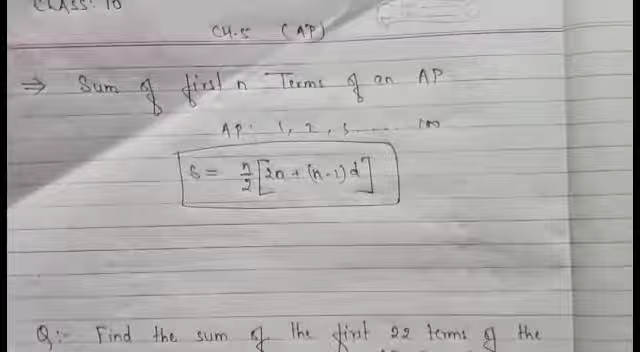 CLASS: 10
CH-5 (AP)
⇒ Sum of first n Terms of an AP
AP: 1, 2, 3 ..... 100
S = n/2 [2a + (n-1)d]
Q:- Find the sum of the first 22 terms of the